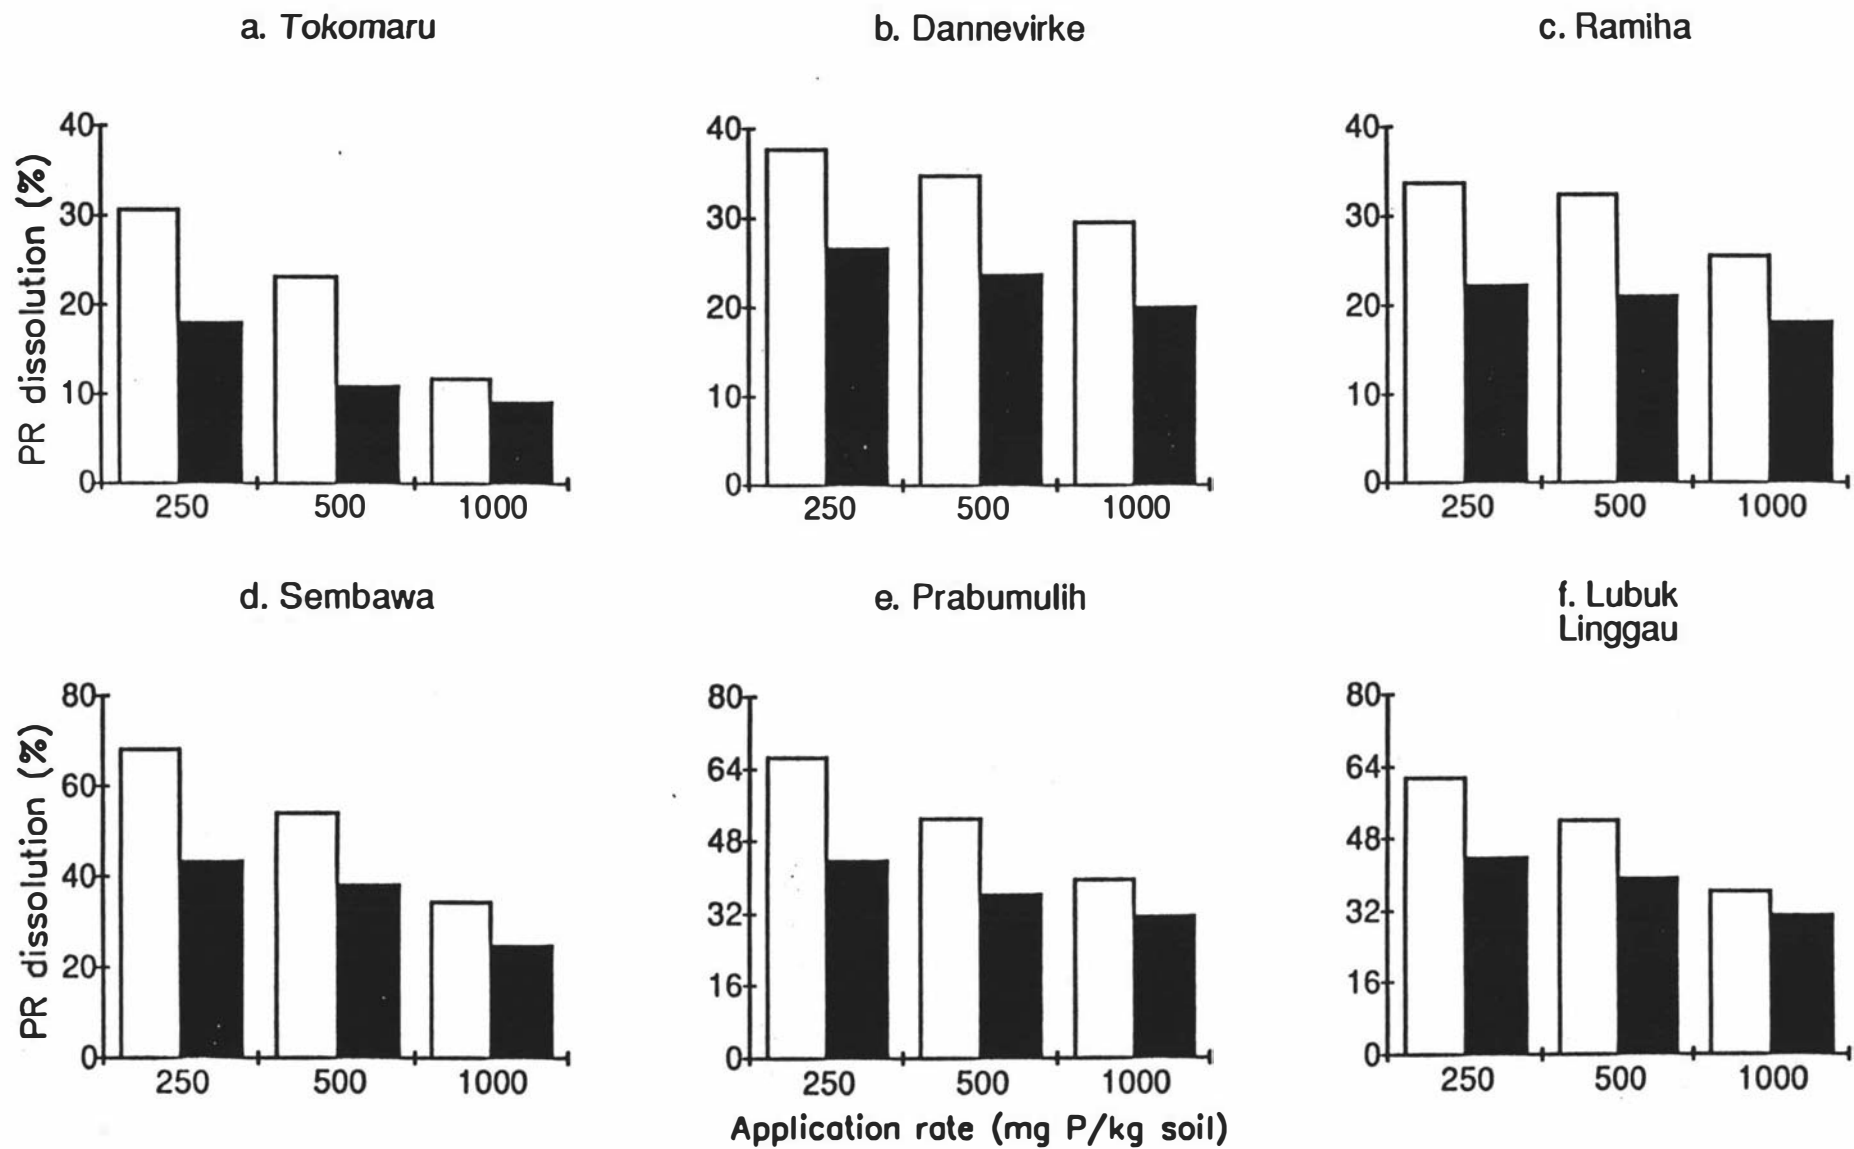 a. Tokomaru
40
30
20
10
0
250 500 1000
PR dissolution (%)
b. Dannevirke
40
30
20
10
0
250 500 1000
c. Ramiha
40
30
20
10
0
250 500 1000
d. Sembawa
80
60
40
20
0
250 500 1000
PR dissolution (%)
e. Prabumulih
80
64
48
32
16
0
250 500 1000
f. Lubuk
Linggau
80
64
48
32
16
0
250 500 1000
Application rate (mg P/kg soil)